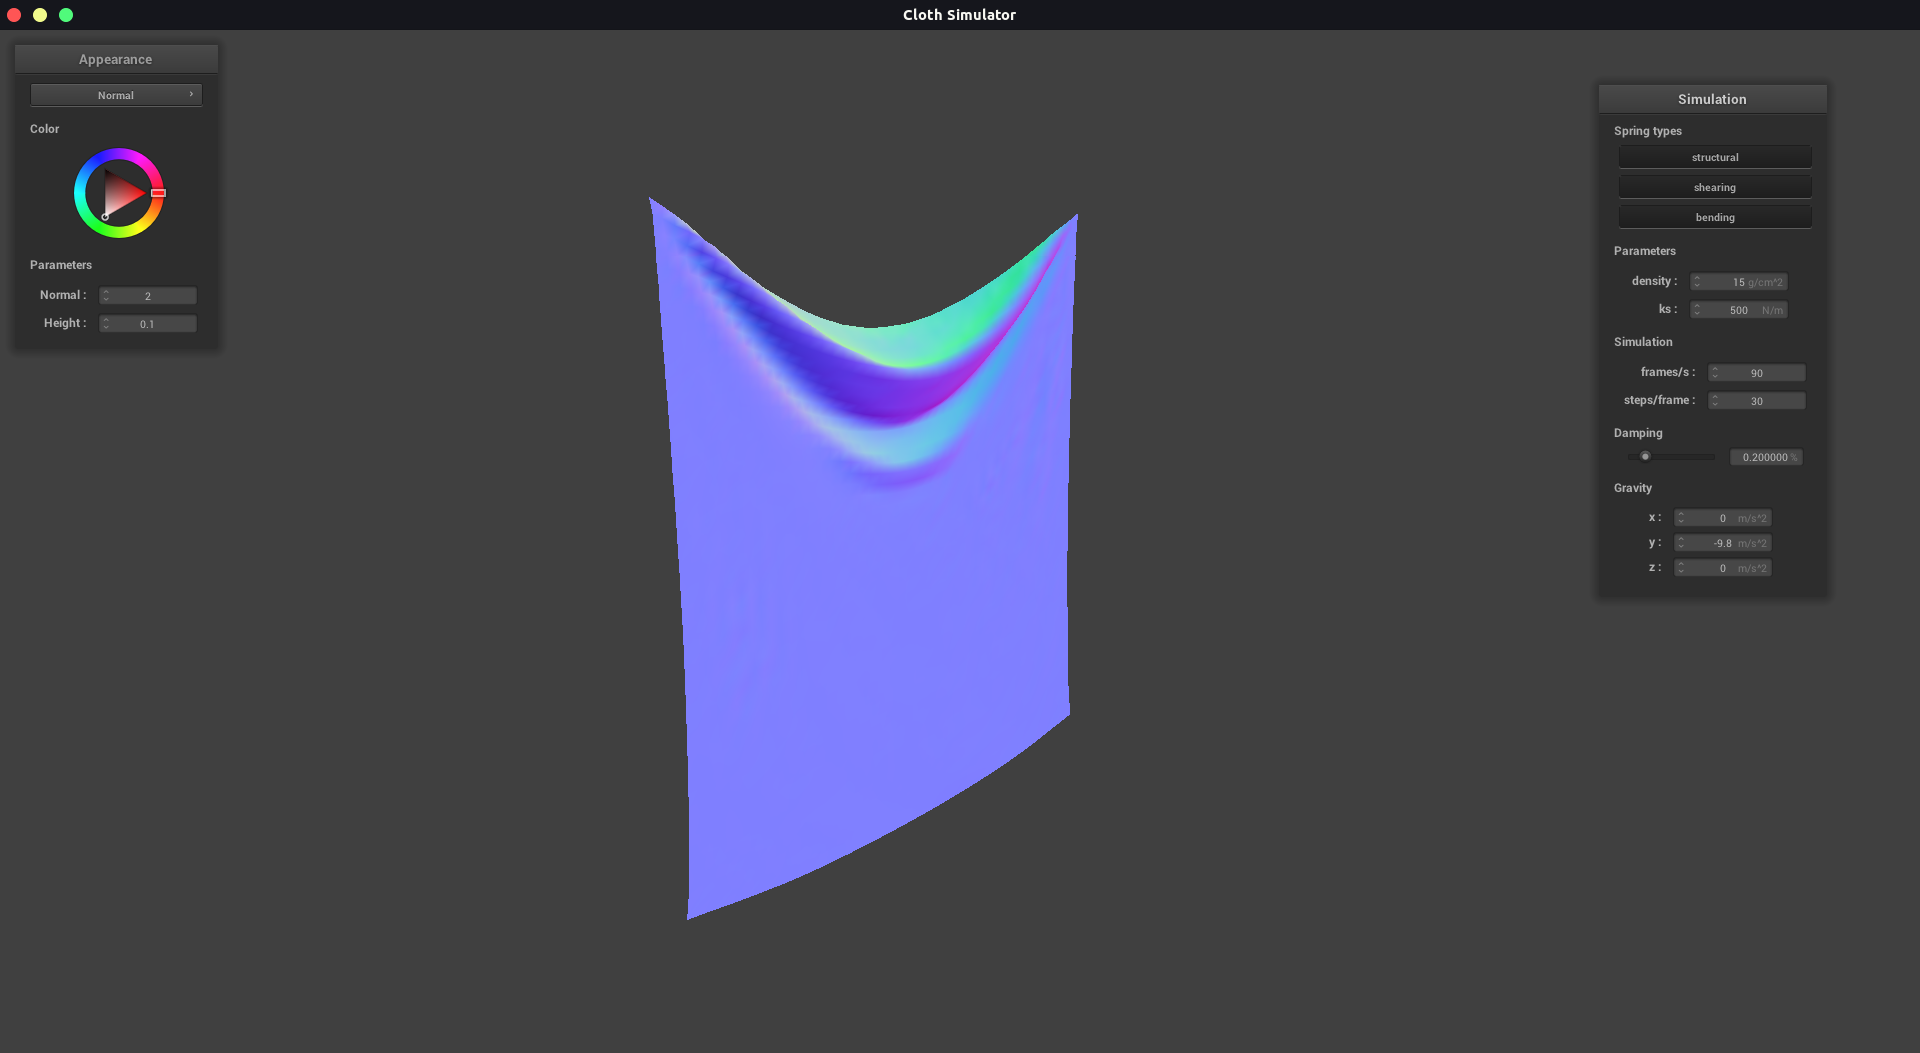 Cloth Simulator
Appearance
Normal
Color
Parameters
Normal : 2
Height : 0.1
Simulation
Spring types
structural
shearing
bending
Parameters
density : 15 g/cm^2
ks : 500 N/m
Simulation
frames/s : 90
steps/frame : 30
Damping
0.200000 %
Gravity
x : 0 m/s^2
y : -9.8 m/s^2
z : 0 m/s^2